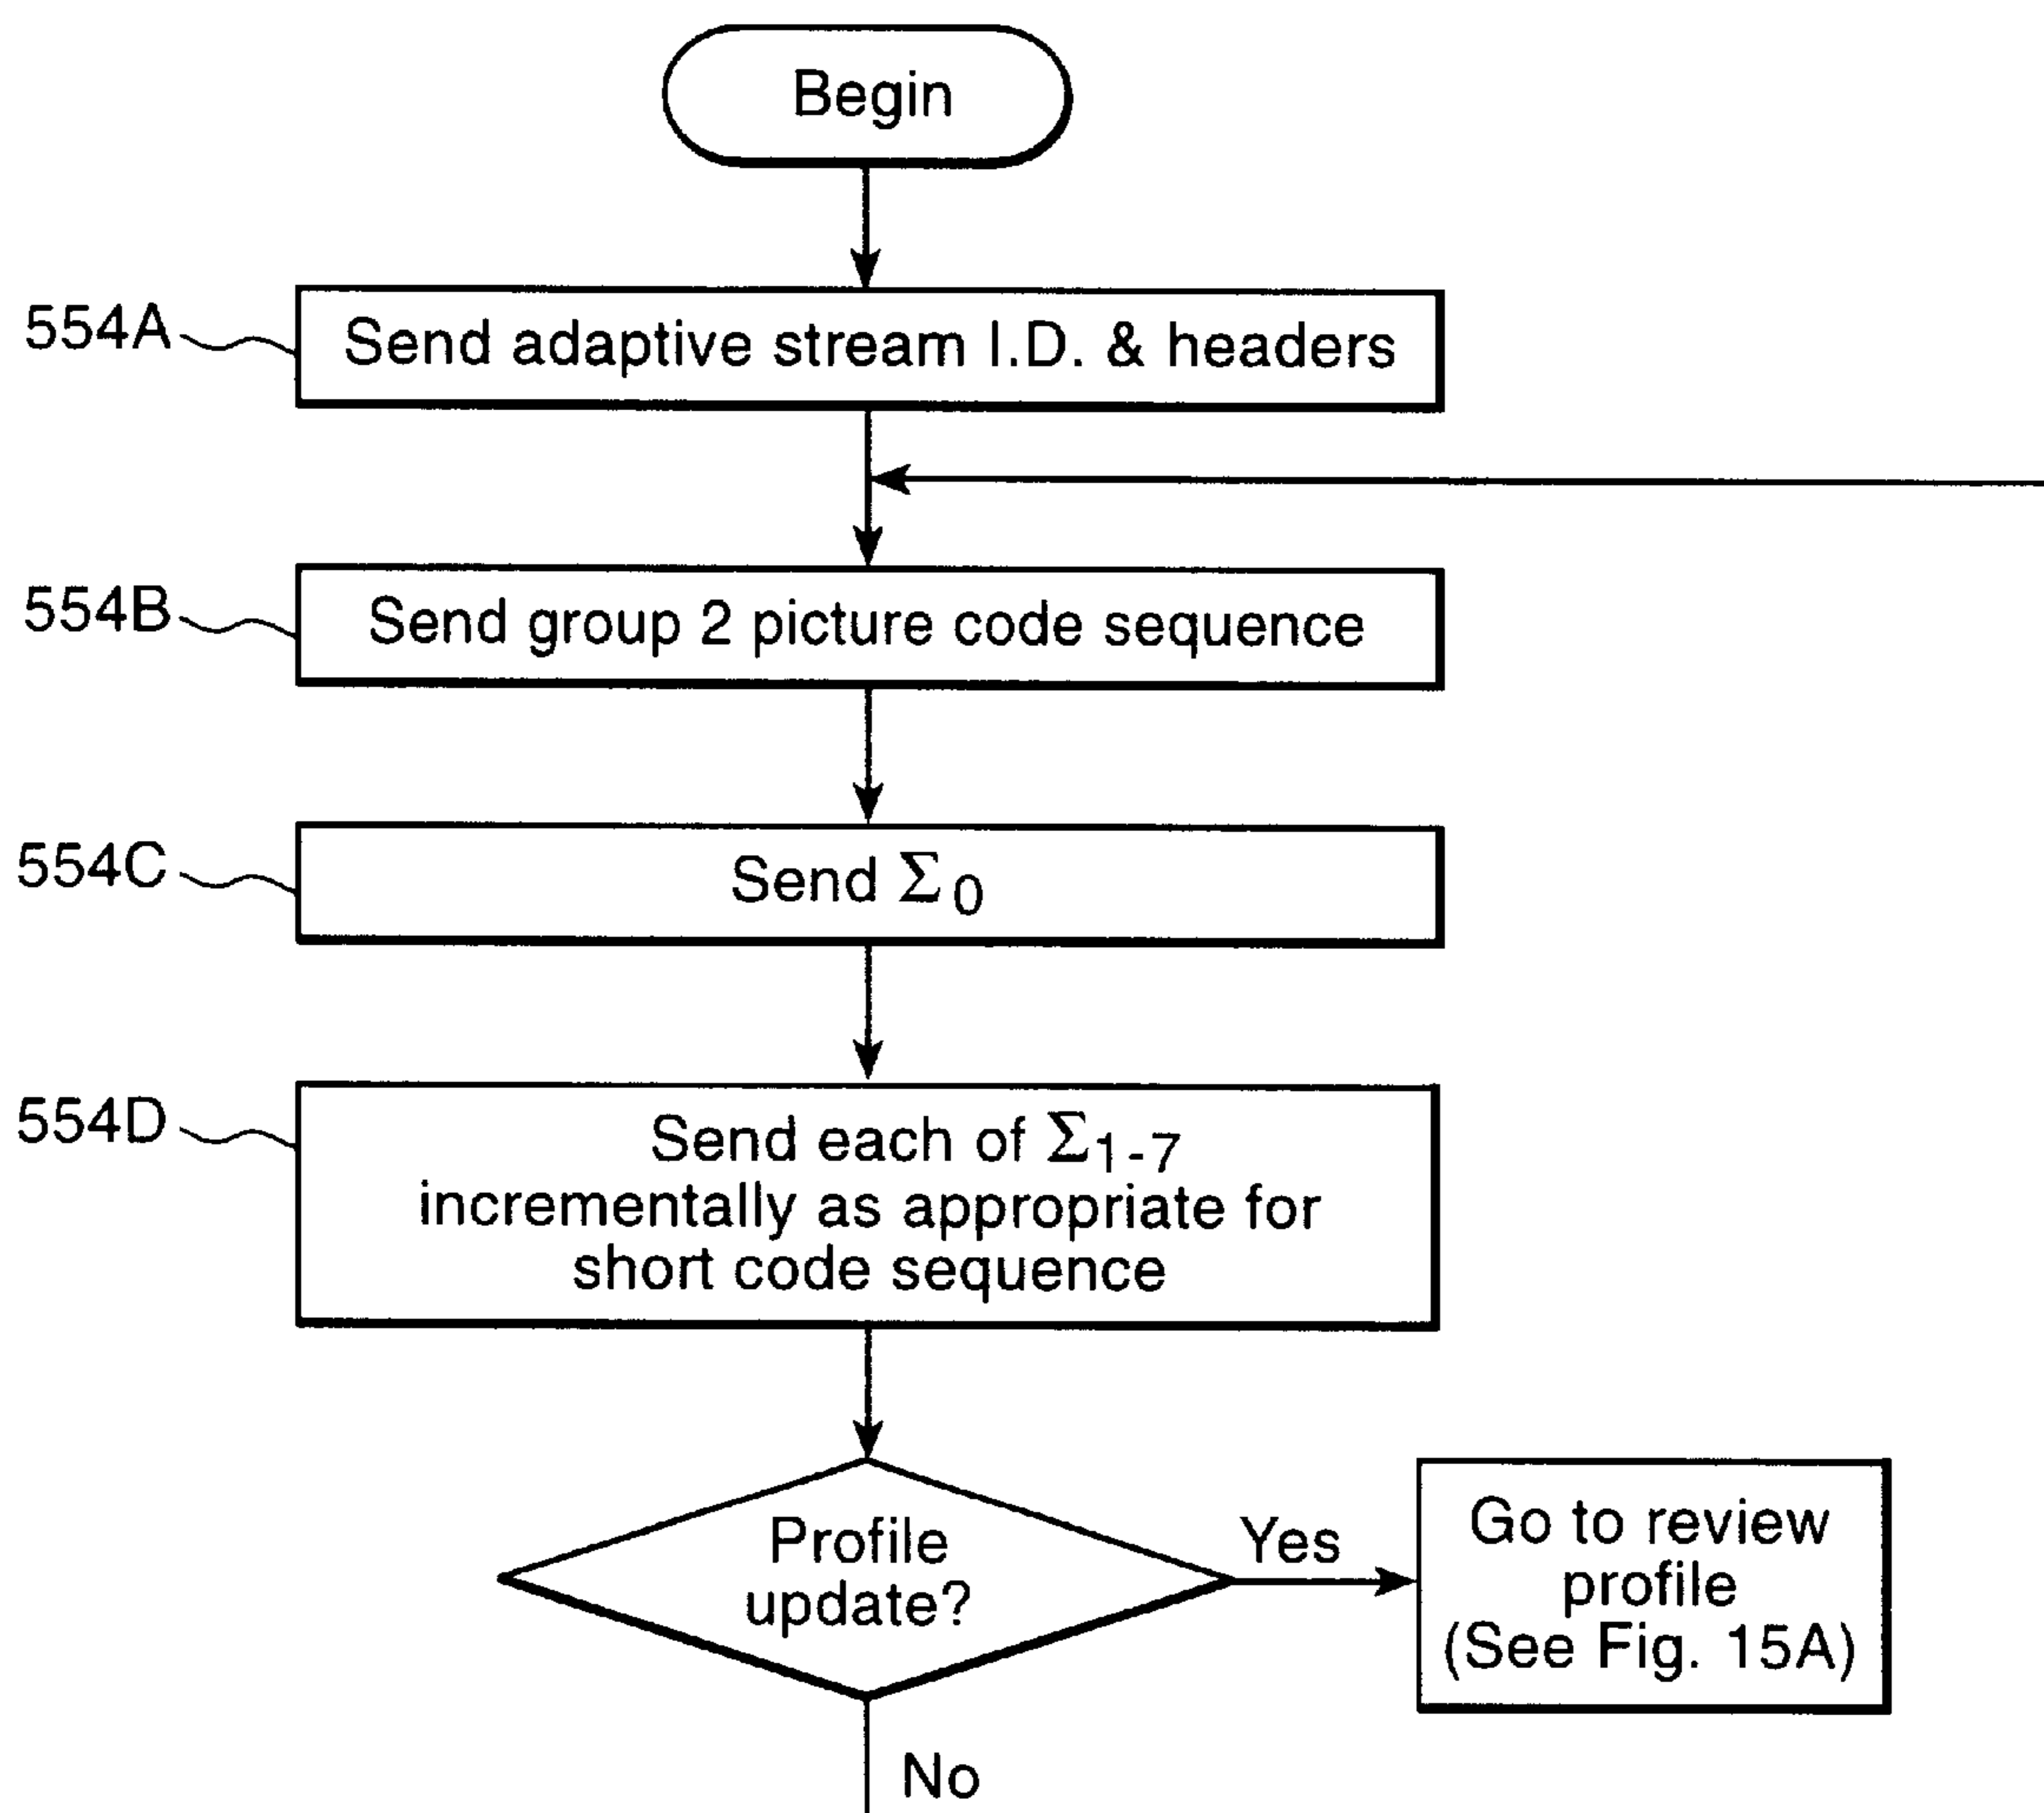 Begin
554A
Send adaptive stream I.D. & headers
554B
Send group 2 picture code sequence
554C
Send Σ0
554D
Send each of Σ1-7
incrementally as appropriate for
short code sequence
Profile
update?
Yes
Go to review
profile
(See Fig. 15A)
No